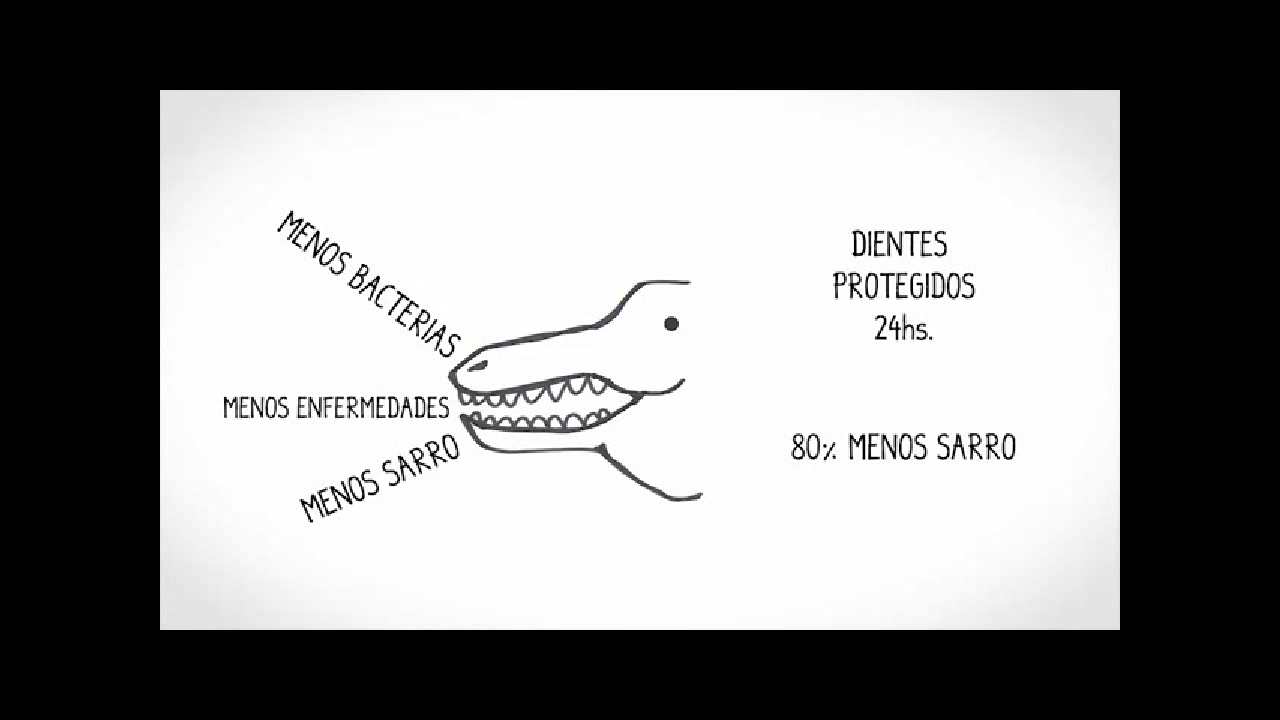 MENOS BACTERIAS
MENOS ENFERMEDADES
MENOS SARRO
DIENTES
PROTEGIDOS
24hs.
80% MENOS SARRO